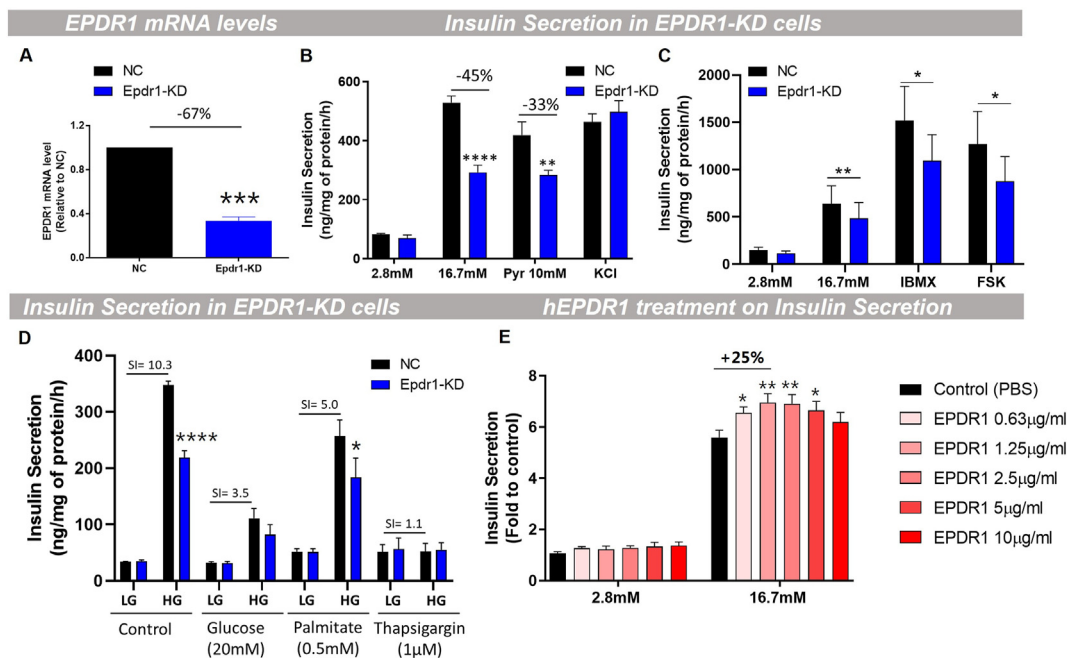 EPDR1 mRNA levels
Insulin Secretion in EPDR1-KD cells
A
NC
Epdr1-KD
-67%
EPDR1 mRNA level
(Relative to NC)
1.2
0.8
0.4
0.0
***
NC
Epdr1-KD
B
NC
Epdr1-KD
-45%
-33%
Insulin Secretion
(ng/mg of protein/h)
600
400
200
0
****
**
2.8mM
16.7mM
Pyr 10mM
KCl
C
NC
Epdr1-KD
Insulin Secretion
(ng/mg of protein/h)
2000
1500
1000
500
0
**
*
*
2.8mM
16.7mM
IBMX
FSK
Insulin Secretion in EPDR1-KD cells
hEPDR1 treatment on Insulin Secretion
D
NC
Epdr1-KD
Insulin Secretion
(ng/mg of protein/h)
400
300
200
100
0
SI= 10.3
SI= 3.5
SI= 5.0
SI= 1.1
****
*
LG HG LG HG LG HG LG HG
Control
Glucose
(20mM)
Palmitate
(0.5mM)
Thapsigargin
(1μM)
E
Insulin Secretion
(Fold to control)
8
6
4
2
0
+25%
* ** ** *
2.8mM
16.7mM
Control (PBS)
EPDR1 0.63μg/ml
EPDR1 1.25μg/ml
EPDR1 2.5μg/ml
EPDR1 5μg/ml
EPDR1 10μg/ml